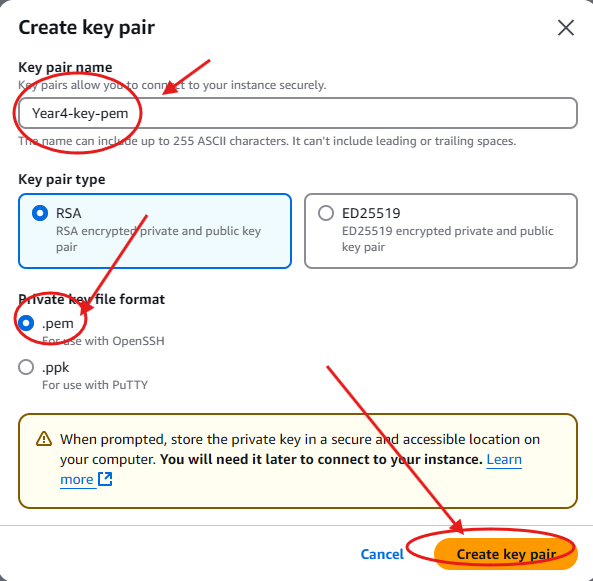 Create key pair
Key pair name
Key pairs allow you to connect to your instance securely.
Year4-key-pem
The name can include up to 255 ASCII characters. It can't include leading or trailing spaces.
Key pair type
RSA
RSA encrypted private and public key
pair
ED25519
ED25519 encrypted private and public
key pair
Private key file format
.pem
For use with OpenSSH
.ppk
For use with PuTTY
When prompted, store the private key in a secure and accessible location on
your computer. You will need it later to connect to your instance. Learn
more
Cancel
Create key pair